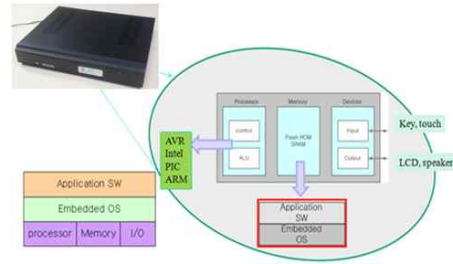 Processor
Memory
Devices
control
ALU
Flash ROM
SRAM
Input
Output
Key, touch
LCD, speaker
AVR
Intel
PIC
ARM
Application SW
Embedded OS
processor
Memory
I/O
Application
SW
Embedded
OS